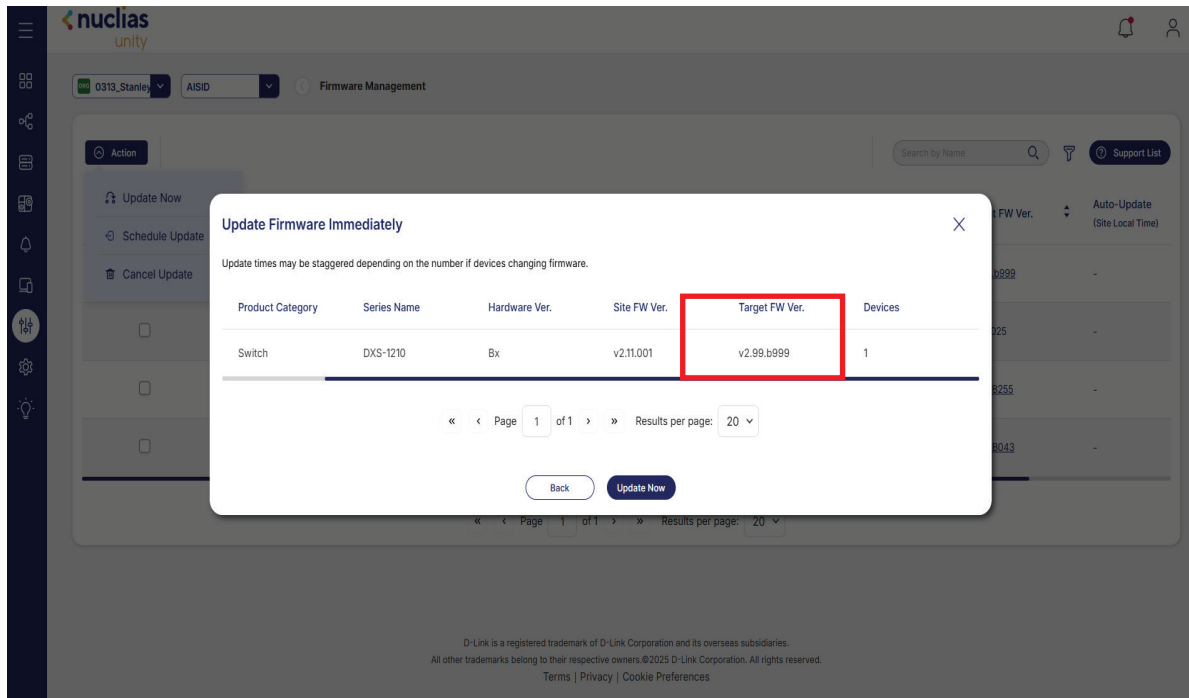 nuclias
unity
ORG 0313_Stanley
AISID
Firmware Management
Action
Search by Name
Support List
Update Now
Schedule Update
Cancel Update
t FW Ver.
Auto-Update
(Site Local Time)
.b999
-
025
-
B255
-
B043
-
Update Firmware Immediately
Update times may be staggered depending on the number if devices changing firmware.
Product Category Series Name Hardware Ver. Site FW Ver. Target FW Ver. Devices
Switch DXS-1210 Bx v2.11.001 v2.99.b999 1
« ‹ Page 1 of 1 › » Results per page: 20
Back Update Now
« ‹ Page 1 of 1 › » Results per page: 20
D-Link is a registered trademark of D-Link Corporation and its overseas subsidiaries.
All other trademarks belong to their respective owners.©2025 D-Link Corporation. All rights reserved.
Terms | Privacy | Cookie Preferences